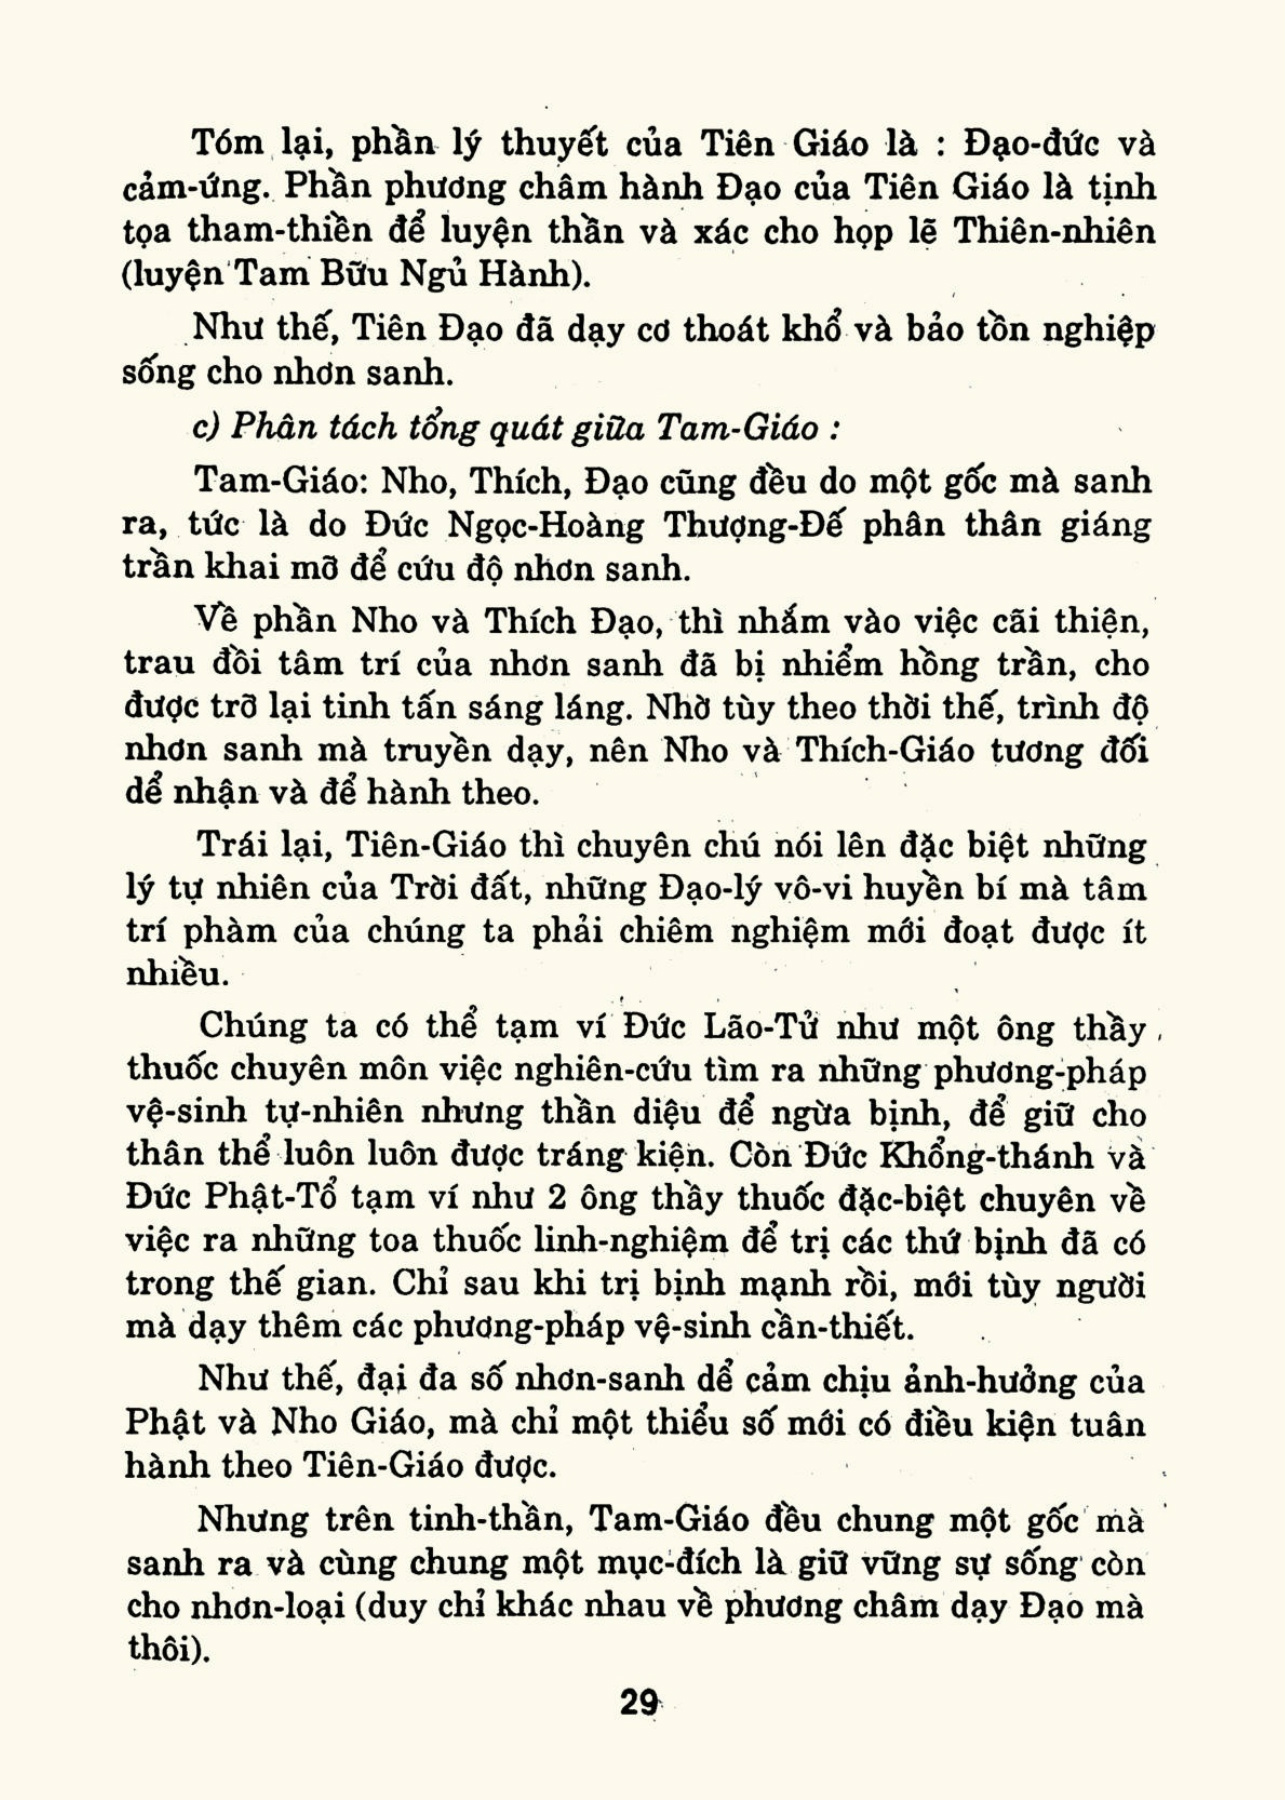 Tóm lại, phần lý thuyết của Tiên Giáo là : Đạo-đức và
cảm-ứng. Phần phương châm hành Đạo của Tiên Giáo là tịnh
tọa tham-thiền để luyện thần và xác cho họp lẽ Thiên-nhiên
(luyện Tam Bữu Ngủ Hành).
Như thế, Tiên Đạo đã dạy cơ thoát khổ và bảo tồn nghiệp
sống cho nhơn sanh.
c) Phân tách tổng quát giữa Tam-Giáo :
Tam-Giáo: Nho, Thích, Đạo cũng đều do một gốc mà sanh
ra, tức là do Đức Ngọc-Hoàng Thượng-Đế phân thân giáng
trần khai mỡ để cứu độ nhơn sanh.
Về phần Nho và Thích Đạo, thì nhắm vào việc cãi thiện,
trau đồi tâm trí của nhơn sanh đã bị nhiểm hồng trần, cho
được trỡ lại tinh tấn sáng láng. Nhờ tùy theo thời thế, trình độ
nhơn sanh mà truyền dạy, nên Nho và Thích-Giáo tương đối
dể nhận và để hành theo.
Trái lại, Tiên-Giáo thì chuyên chú nói lên đặc biệt những
lý tự nhiên của Trời đất, những Đạo-lý vô-vi huyền bí mà tâm
trí phàm của chúng ta phải chiêm nghiệm mới đoạt được ít
nhiều.
Chúng ta có thể tạm ví Đức Lão-Tử như một ông thầy
thuốc chuyên môn việc nghiên-cứu tìm ra những phương-pháp
vệ-sinh tự-nhiên nhưng thần diệu để ngừa bịnh, để giữ cho
thân thể luôn luôn được tráng kiện. Còn Đức Khổng-thánh và
Đức Phật-Tổ tạm ví như 2 ông thầy thuốc đặc-biệt chuyên về
việc ra những toa thuốc linh-nghiệm để trị các thứ bịnh đã có
trong thế gian. Chỉ sau khi trị bịnh mạnh rồi, mới tùy người
mà dạy thêm các phương-pháp vệ-sinh cần-thiết.
Như thế, đại đa số nhơn-sanh dể cảm chịu ảnh-hưởng của
Phật và Nho Giáo, mà chỉ một thiểu số mới có điều kiện tuân
hành theo Tiên-Giáo được.
Nhưng trên tinh-thần, Tam-Giáo đều chung một gốc mà
sanh ra và cùng chung một mục-đích là giữ vững sự sống còn
cho nhơn-loại (duy chỉ khác nhau về phương châm dạy Đạo mà
thôi).
29